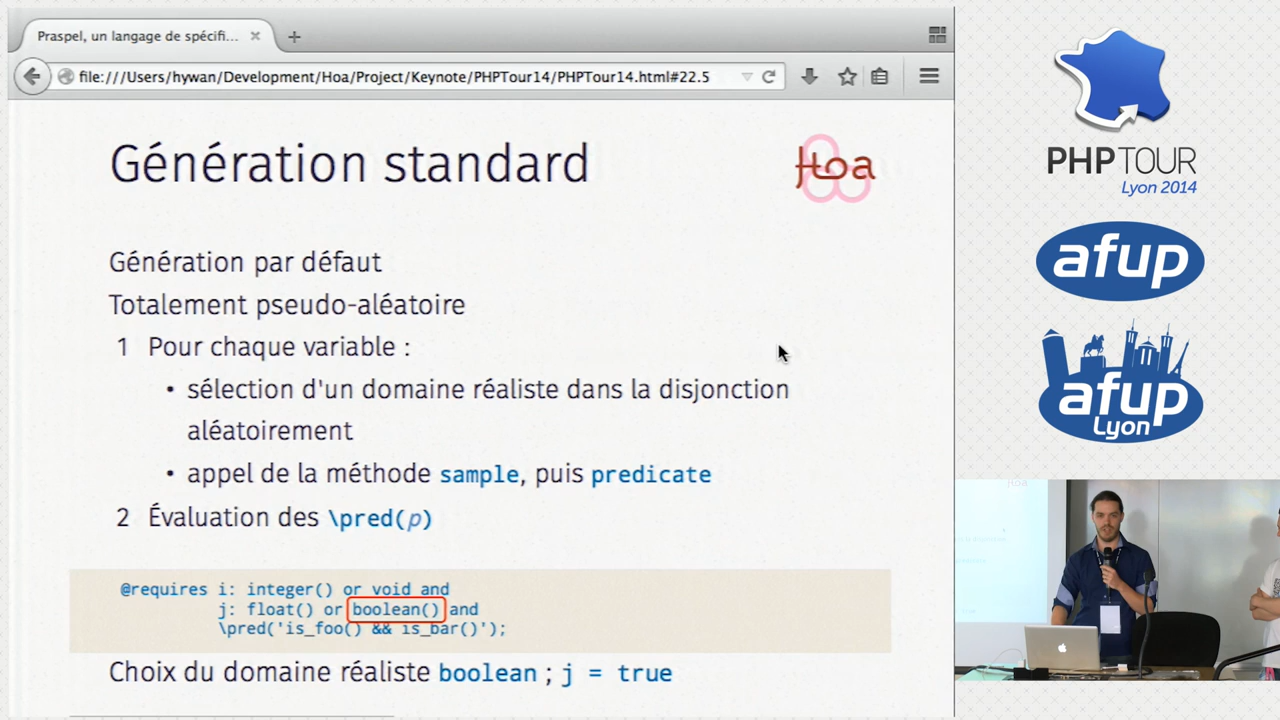 Praspel, un langage de spécifi...
file:///Users/hywan/Development/Hoa/Project/Keynote/PHPTour14/PHPTour14.html#22.5
Génération standard
Hoa
Génération par défaut
Totalement pseudo-aléatoire
1 Pour chaque variable :
• sélection d'un domaine réaliste dans la disjonction
aléatoirement
• appel de la méthode sample, puis predicate
2 Évaluation des \pred(p)
@requires i: integer() or void and
j: float() or boolean() and
\pred('is_foo() && is_bar()');
Choix du domaine réaliste boolean ; j = true
PHPTOUR
Lyon 2014
afup
afup
Lyon